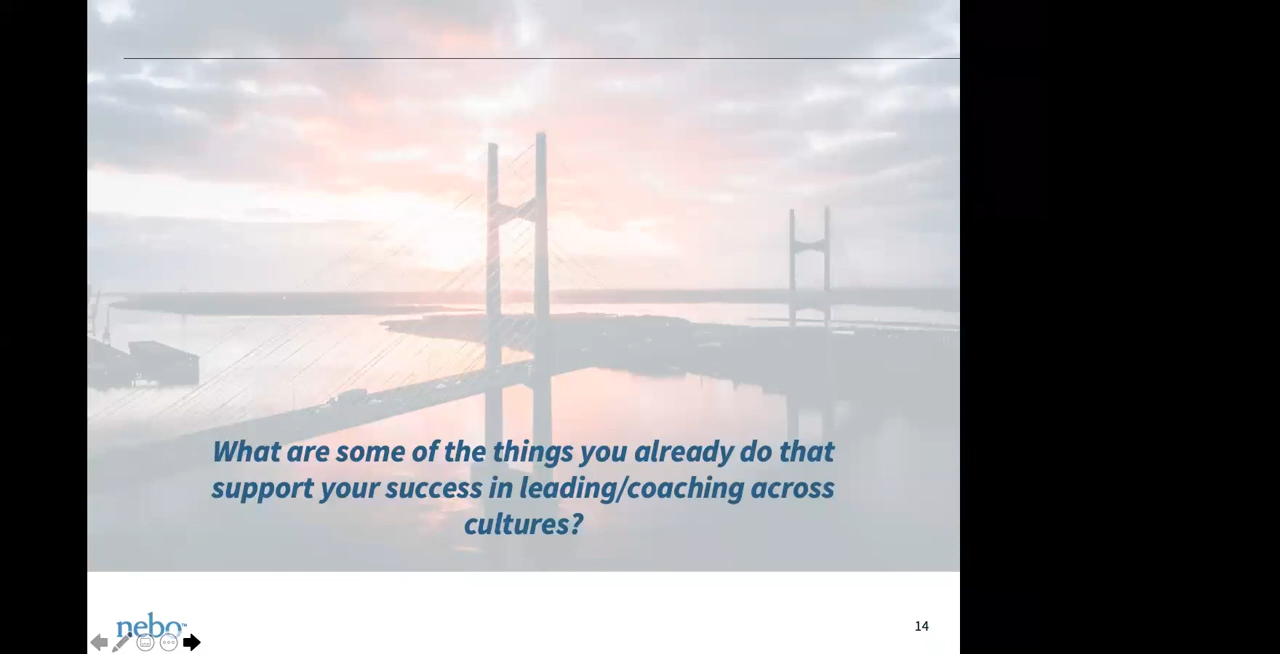 What are some of the things you already do that
support your success in leading/coaching across
cultures?
nebo™
14